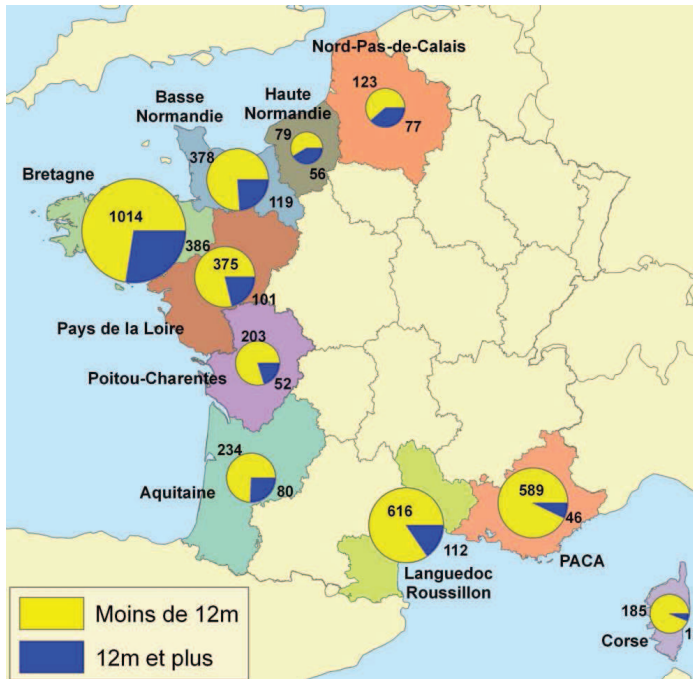 Nord-Pas-de-Calais
123
77
Haute
Normandie
79
56
Basse
Normandie
378
119
Bretagne
1014
386
375
101
Pays de la Loire
203
52
Poitou-Charentes
234
80
Aquitaine
616
112
Languedoc
Roussillon
589
46
PACA
185
Corse
Moins de 12m
12m et plus